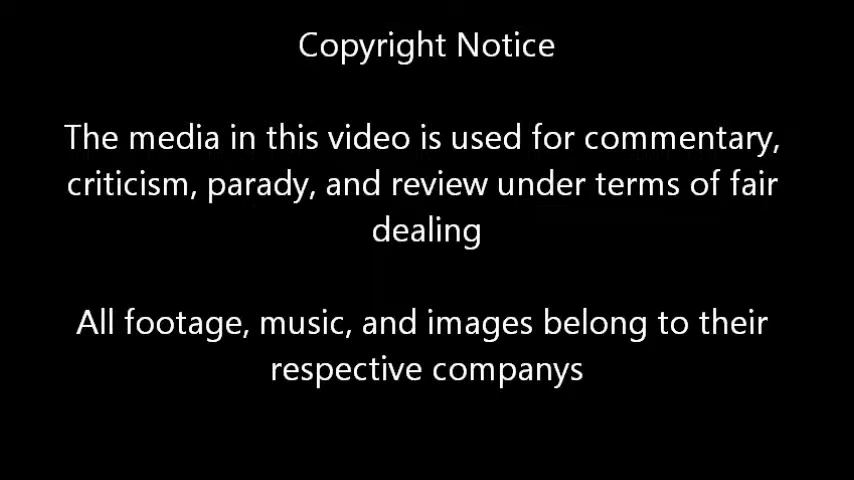 Copyright Notice
The media in this video is used for commentary,
criticism, parady, and review under terms of fair
dealing
All footage, music, and images belong to their
respective companys